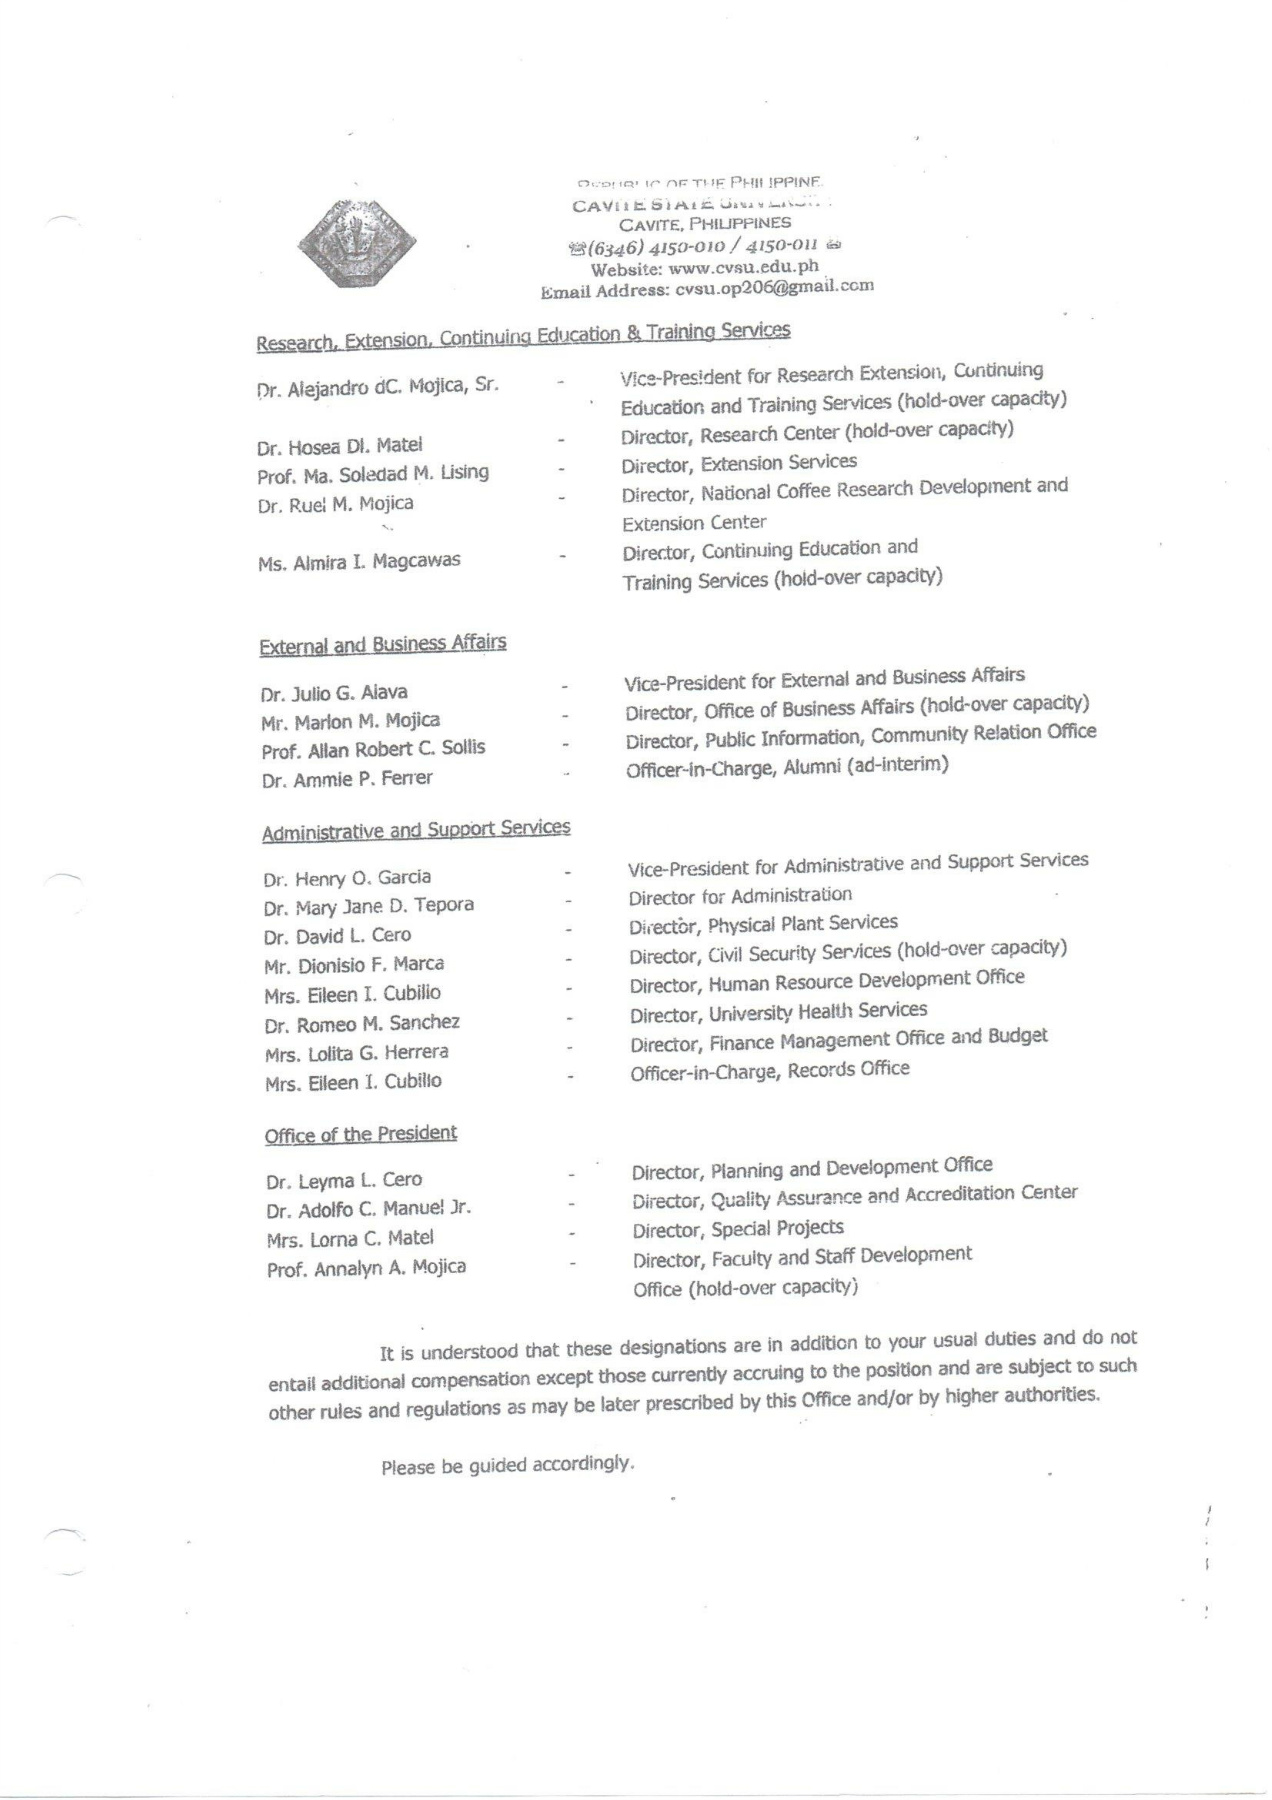 REPUBLIC OF THE PHILIPPINE
CAVITE STATE UNIVERSITY
CAVITE, PHILIPPINES
☎(6346) 4150-010 / 4150-011
Website: www.cvsu.edu.ph
Email Address: cvsu.op206@gmail.com
Research, Extension, Continuing Education & Training Services
Dr. Alejandro dC. Mojica, Sr. - Vice-President for Research Extension, Continuing
Education and Training Services (hold-over capacity)
Dr. Hosea Dl. Matel - Director, Research Center (hold-over capacity)
Prof. Ma. Soledad M. Lising - Director, Extension Services
Dr. Ruel M. Mojica - Director, National Coffee Research Development and
Extension Center
Ms. Almira I. Magcawas - Director, Continuing Education and
Training Services (hold-over capacity)
External and Business Affairs
Dr. Julio G. Alava - Vice-President for External and Business Affairs
Mr. Marlon M. Mojica - Director, Office of Business Affairs (hold-over capacity)
Prof. Allan Robert C. Sollis - Director, Public Information, Community Relation Office
Dr. Ammie P. Ferrer - Officer-in-Charge, Alumni (ad-interim)
Administrative and Support Services
Dr. Henry O. Garcia - Vice-President for Administrative and Support Services
Dr. Mary Jane D. Tepora - Director for Administration
Dr. David L. Cero - Director, Physical Plant Services
Mr. Dionisio F. Marca - Director, Civil Security Services (hold-over capacity)
Mrs. Eileen I. Cubillo - Director, Human Resource Development Office
Dr. Romeo M. Sanchez - Director, University Health Services
Mrs. Lolita G. Herrera - Director, Finance Management Office and Budget
Mrs. Eileen I. Cubillo - Officer-in-Charge, Records Office
Office of the President
Dr. Leyma L. Cero - Director, Planning and Development Office
Dr. Adolfo C. Manuel Jr. - Director, Quality Assurance and Accreditation Center
Mrs. Lorna C. Matel - Director, Special Projects
Prof. Annalyn A. Mojica - Director, Faculty and Staff Development
Office (hold-over capacity)
It is understood that these designations are in addition to your usual duties and do not
entail additional compensation except those currently accruing to the position and are subject to such
other rules and regulations as may be later prescribed by this Office and/or by higher authorities.
Please be guided accordingly.